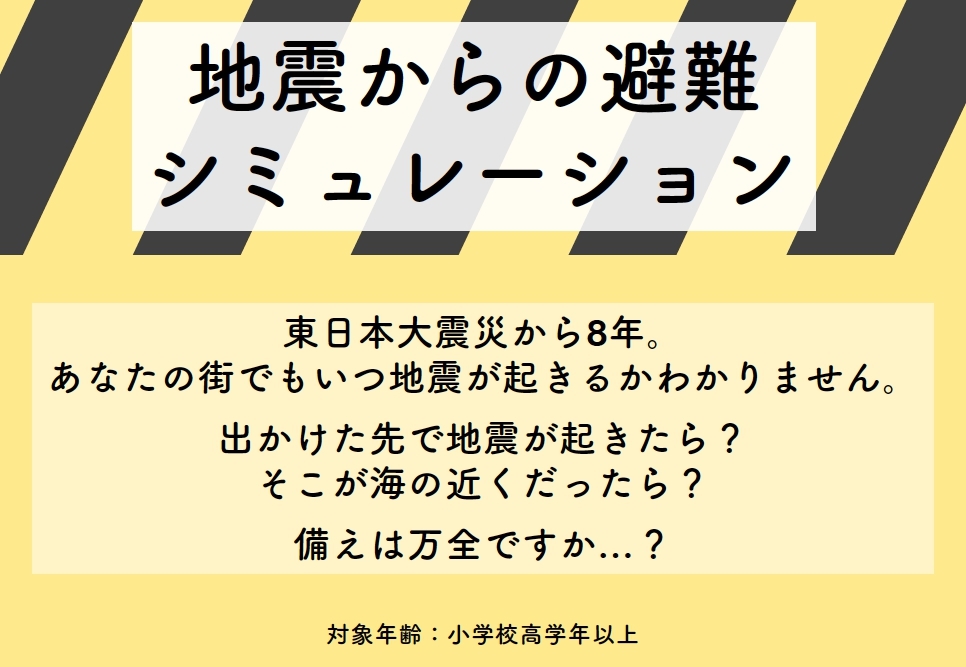 地震からの避難
シミュレーション
東日本大震災から8年。
あなたの街でもいつ地震が起きるかわかりません。
出かけた先で地震が起きたら？
そこが海の近くだったら？
備えは万全ですか…？
対象年齢：小学校高学年以上